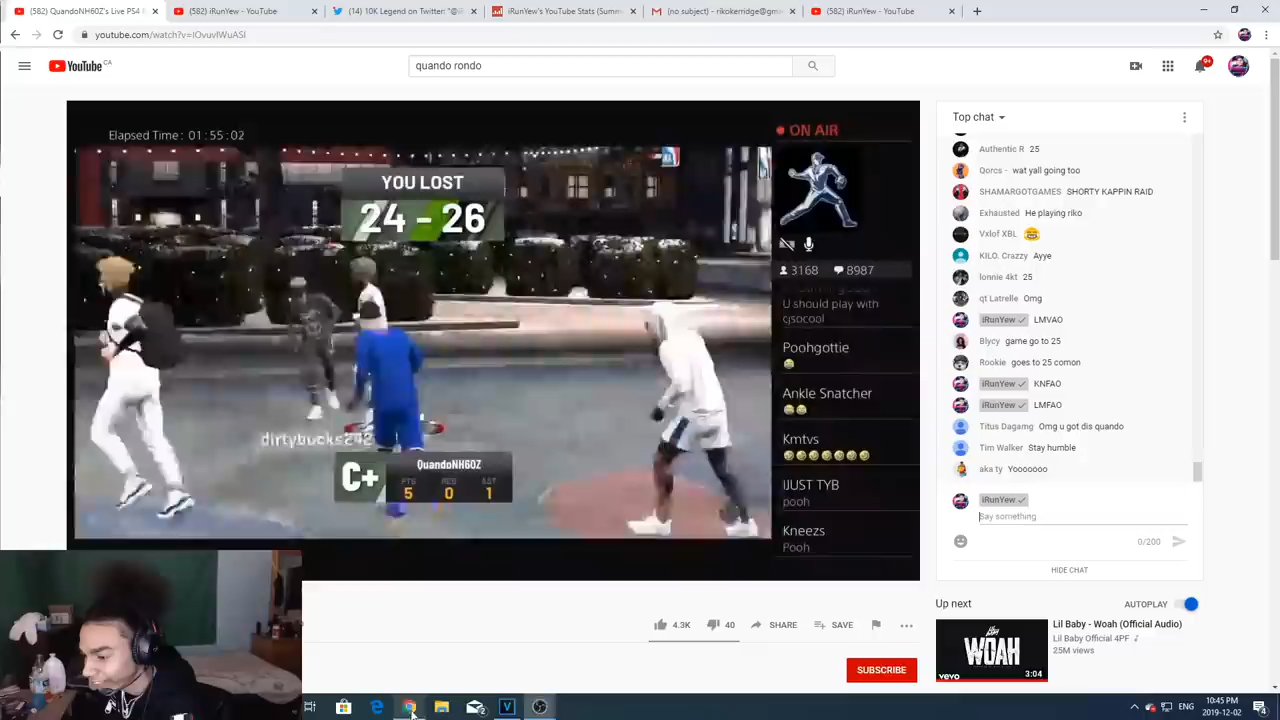 (582) QuandoNH60Z's Live PS4
(582) iRunYew - YouTube
(14) 10K Legend on Twitter:
iRunYew's YouTube Stats (Summ
(no subject) - nikokerridge@gm
(582) iRunYew - YouTube
youtube.com/watch?v=iOvuvIWuASI
YouTube CA
quando rondo
9+
Elapsed Time : 01:55:02
YOU LOST
24 - 26
dirtybucks242
C+
QuandoNH60Z
PTS REB AST
5 0 1
ON AIR
3168 8987
U should play with
cjsocool
Poohgottie
Ankle Snatcher
Kmtvs
IJUST TYB
pooh
Kneezs
Pooh
Top chat
Authentic R 25
Qorcs - wat yall going too
SHAMARGOTGAMES SHORTY KAPPIN RAID
Exhausted He playing riko
Vxlof XBL
KILO. Crazzy Ayye
lonnie 4kt 25
qt Latrelle Omg
iRunYew LMVAO
Blycy game go to 25
Rookie goes to 25 comon
iRunYew KNFAO
iRunYew LMFAO
Titus Dagamg Omg u got dis quando
Tim Walker Stay humble
aka ty Yooooooo
iRunYew
Say something
0/200
HIDE CHAT
4.3K 40 SHARE SAVE
SUBSCRIBE
Up next
AUTOPLAY
Lil Baby - Woah (Official Audio)
Lil Baby Official 4PF
25M views
WOAH
vevo
3:04
ENG
10:45 PM
2019-12-02
4